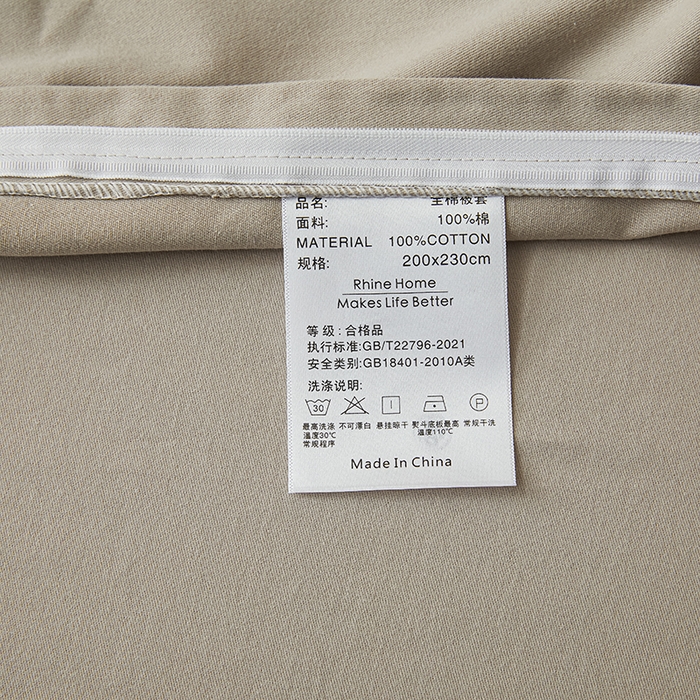 品名: 全棉被套
面料: 100%棉
MATERIAL 100%COTTON
规格: 200x230cm
Rhine Home
Makes Life Better
等 级 : 合格品
执行标准:GB/T22796-2021
安全类别:GB18401-2010A类
洗涤说明:
30 P
最高洗涤 不可漂白 悬挂晾干 熨斗底板最高 常规干洗
温度30℃ 温度110℃
常规程序
Made In China